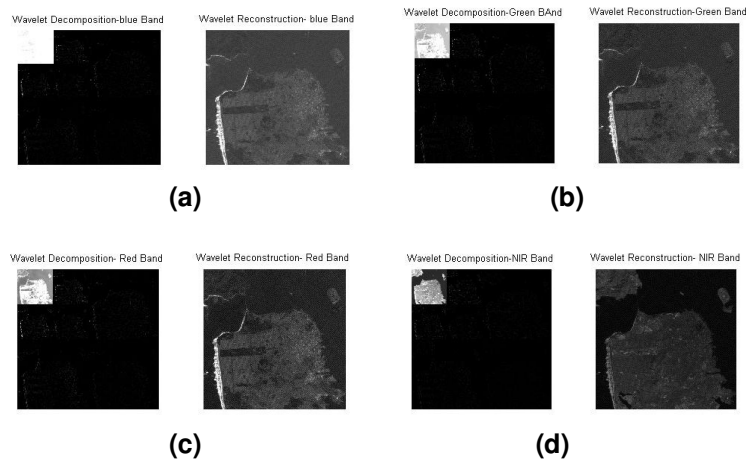 Wavelet Decomposition-blue Band
Wavelet Reconstruction- blue Band
(a)
Wavelet Decomposition-Green BAnd
Wavelet Reconstruction-Green Band
(b)
Wavelet Decomposition- Red Band
Wavelet Reconstruction- Red Band
(c)
Wavelet Decomposition-NIR Band
Wavelet Reconstruction- NIR Band
(d)